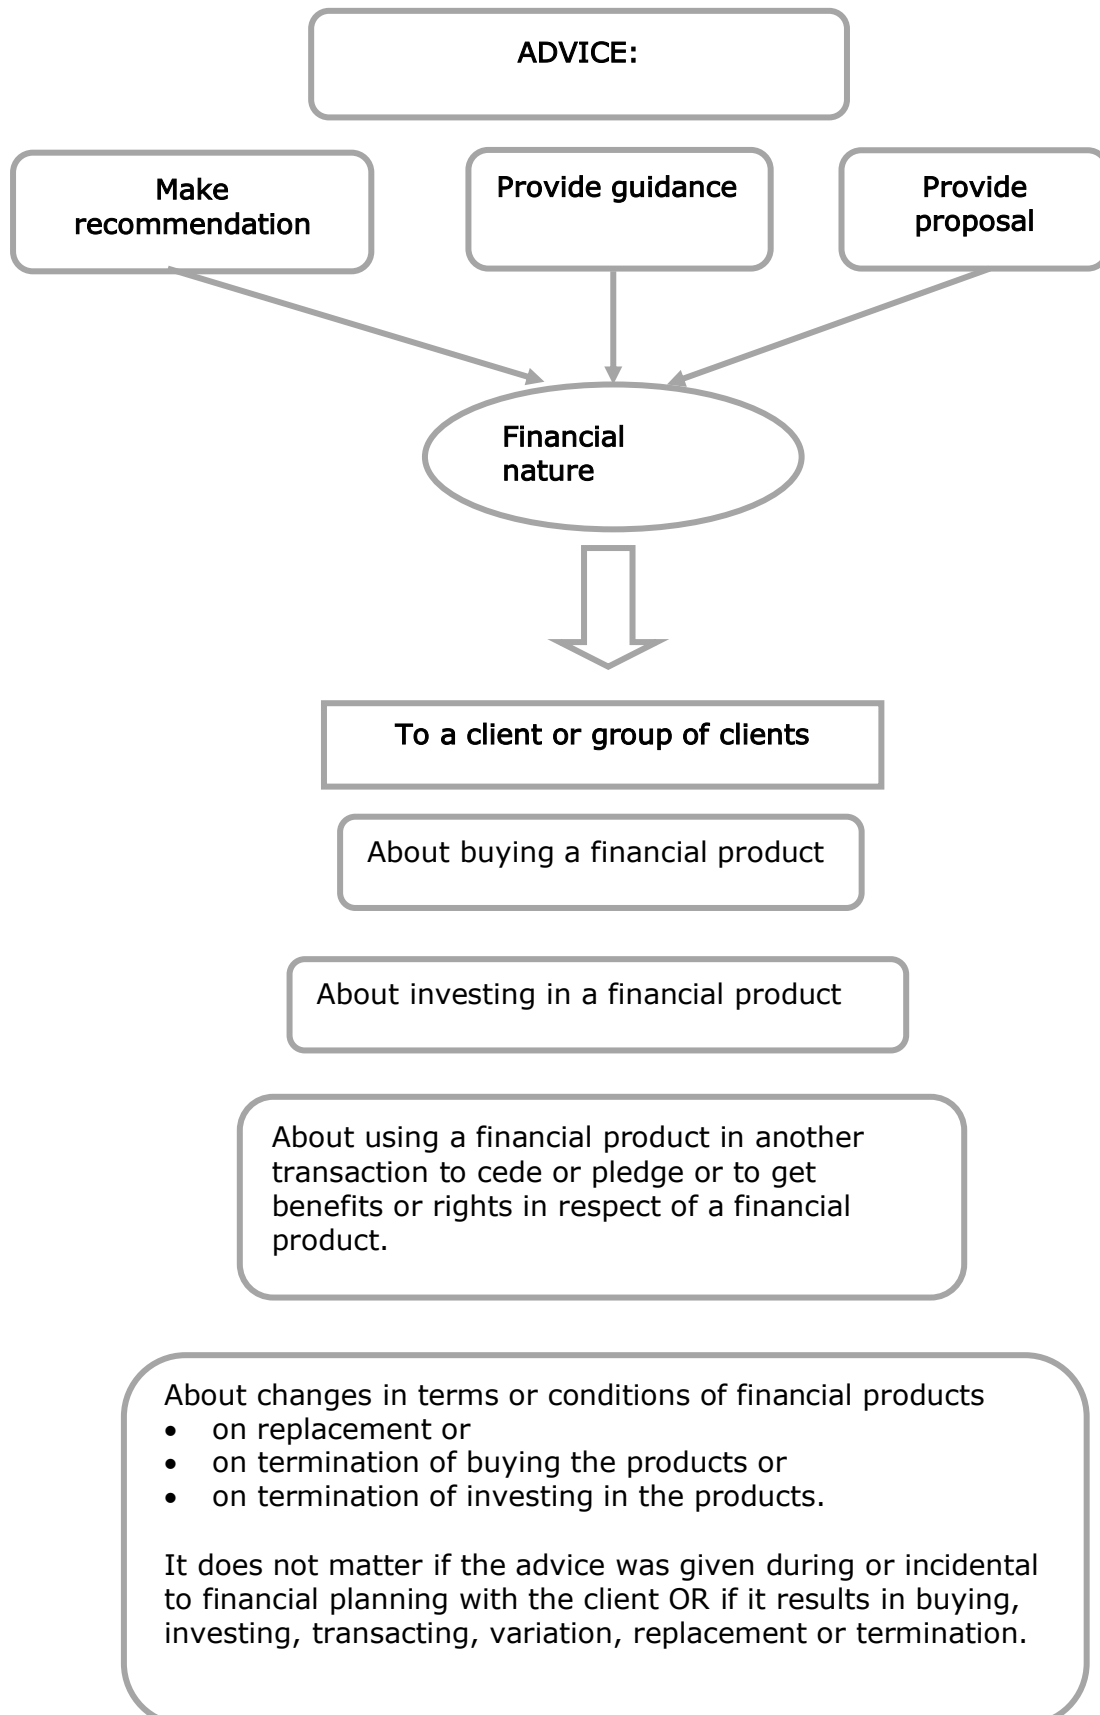 ADVICE:
Make
recommendation
Provide guidance
Provide
proposal
Financial
nature
To a client or group of clients
About buying a financial product
About investing in a financial product
About using a financial product in another
transaction to cede or pledge or to get
benefits or rights in respect of a financial
product.
About changes in terms or conditions of financial products
• on replacement or
• on termination of buying the products or
• on termination of investing in the products.
It does not matter if the advice was given during or incidental
to financial planning with the client OR if it results in buying,
investing, transacting, variation, replacement or termination.